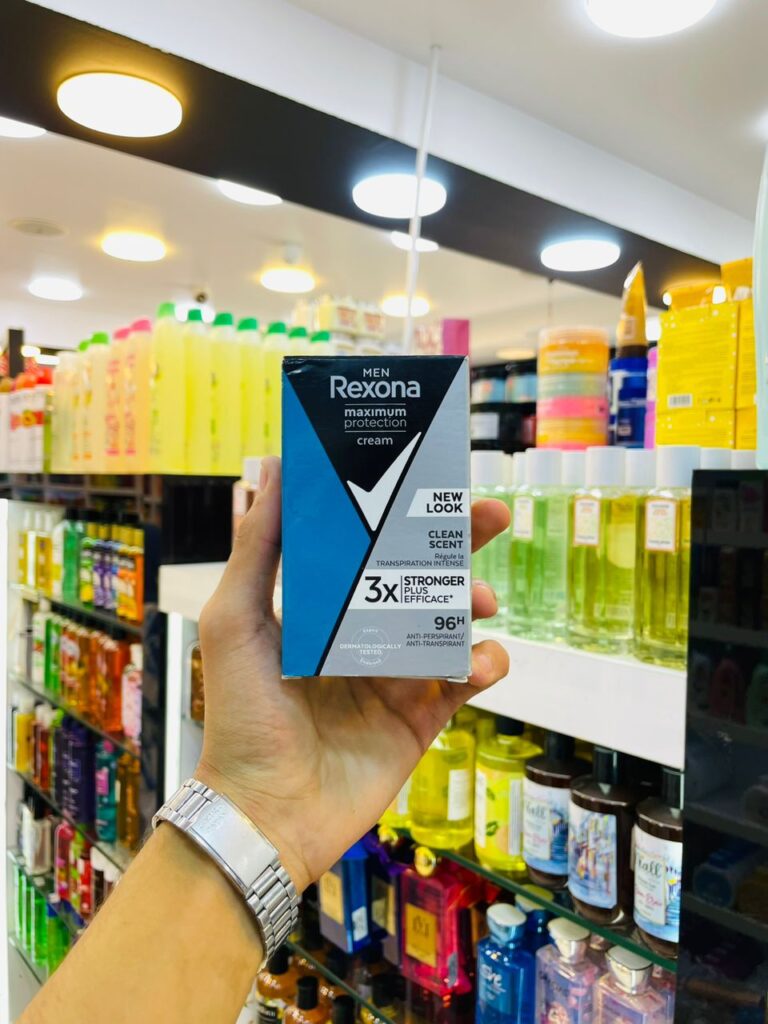 MEN
Rexona
maximum
protection
cream
NEW
LOOK
CLEAN
SCENT
Régule la
TRANSPIRATION INTENSE
3x STRONGER
PLUS
EFFICACE*
96H
ANTI-PERSPIRANT/
ANTI-TRANSPIRANT
DERMATOLOGICALLY
TESTED.